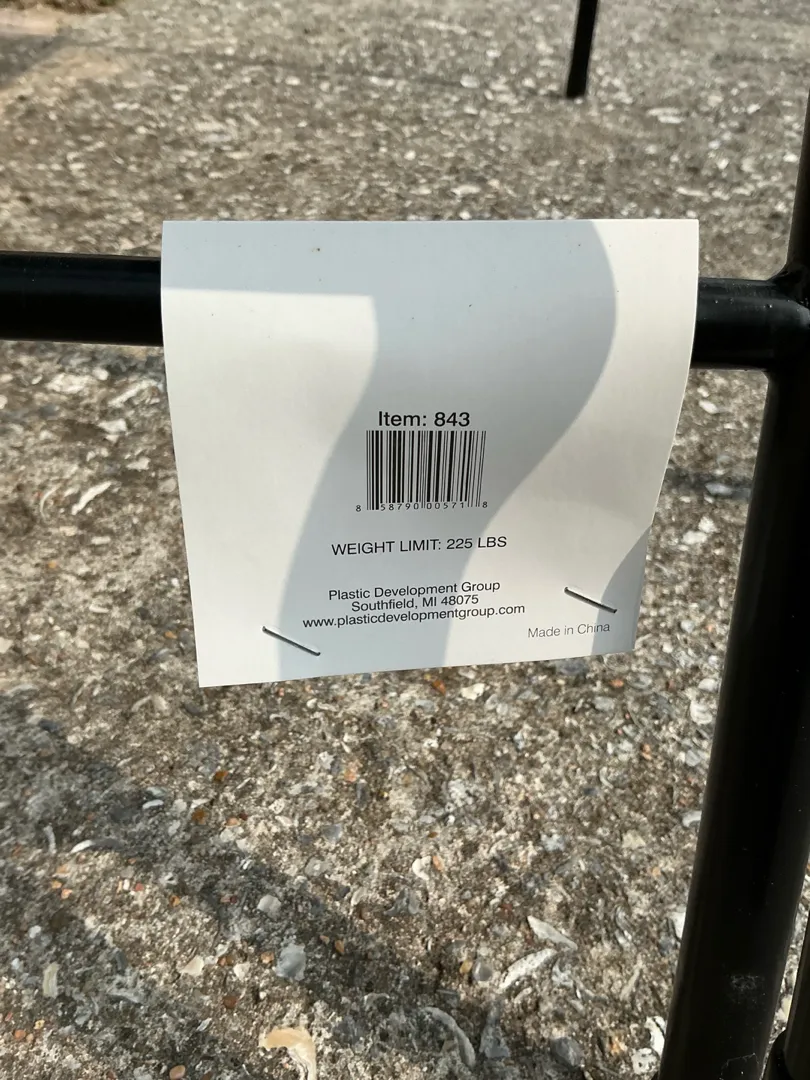 Item: 843
8 58790 00571 8
WEIGHT LIMIT: 225 LBS
Plastic Development Group
Southfield, MI 48075
www.plasticdevelopmentgroup.com
Made in China